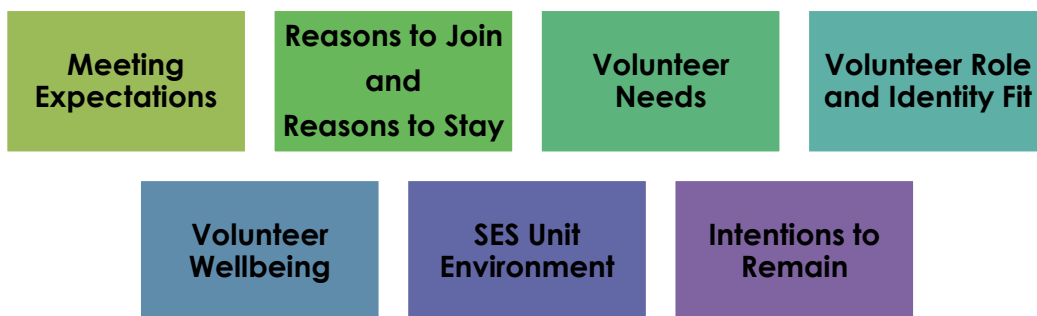 Meeting
Expectations
Reasons to Join
and
Reasons to Stay
Volunteer
Needs
Volunteer Role
and Identity Fit
Volunteer
Wellbeing
SES Unit
Environment
Intentions to
Remain